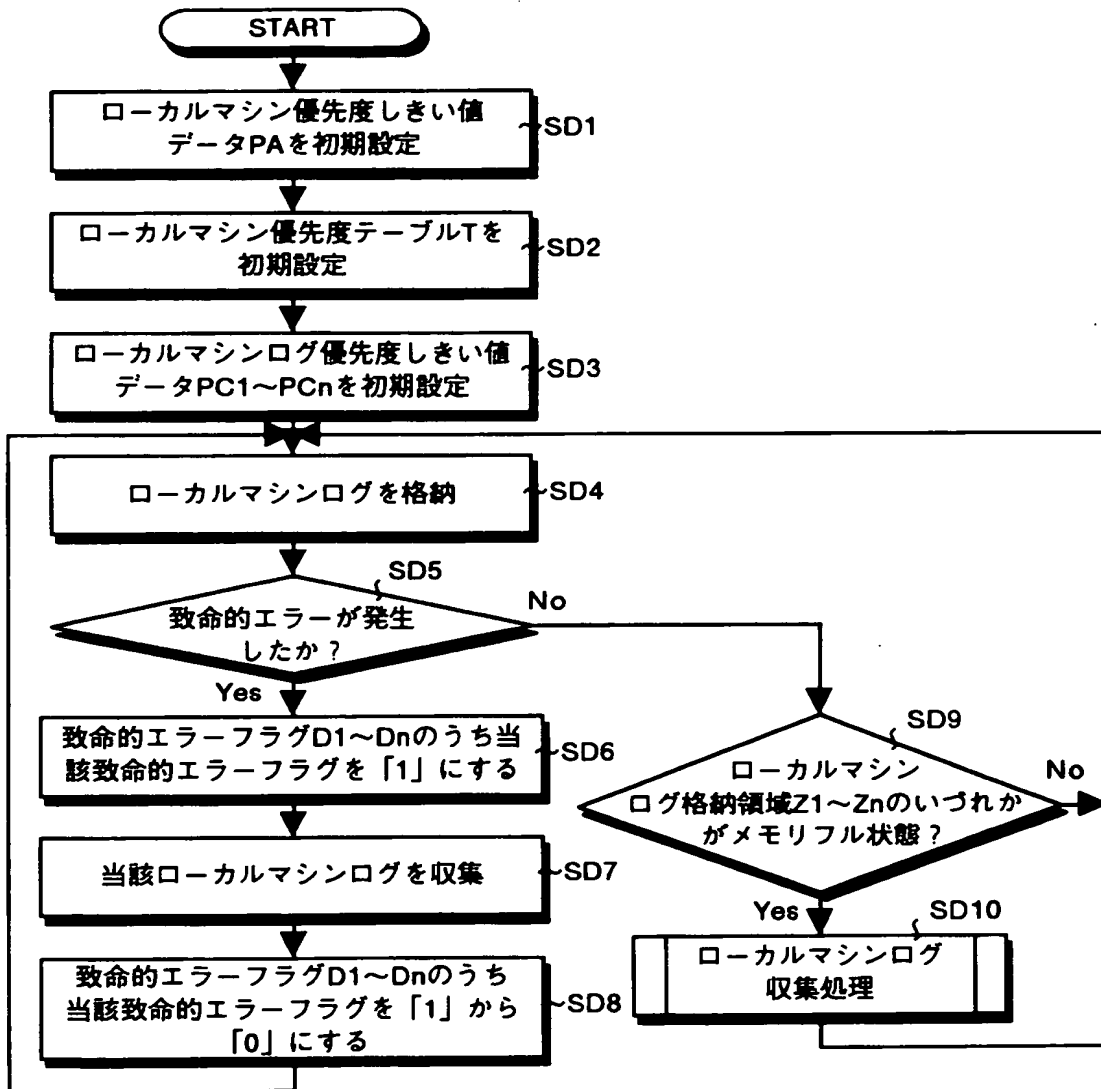 START
ローカルマシン優先度しきい値
データPAを初期設定
~SD1
ローカルマシン優先度テーブルTを
初期設定
~SD2
ローカルマシンログ優先度しきい値
データPC1～PCnを初期設定
~SD3
ローカルマシンログを格納
~SD4
SD5
致命的エラーが発生
したか？
No
Yes
致命的エラーフラグD1～Dnのうち当
該致命的エラーフラグを「1」にする
~SD6
当該ローカルマシンログを収集
~SD7
致命的エラーフラグD1～Dnのうち
当該致命的エラーフラグを「1」から
「0」にする
~SD8
SD9
ローカルマシン
ログ格納領域Z1～Znのいづれか
がメモリフル状態？
No
Yes
SD10
ローカルマシンログ
収集処理